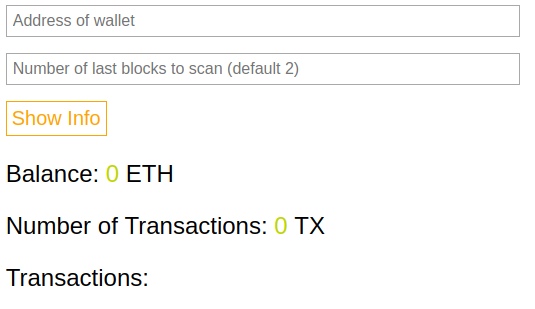 Address of wallet
Number of last blocks to scan (default 2)
Show Info
Balance: 0 ETH
Number of Transactions: 0 TX
Transactions: